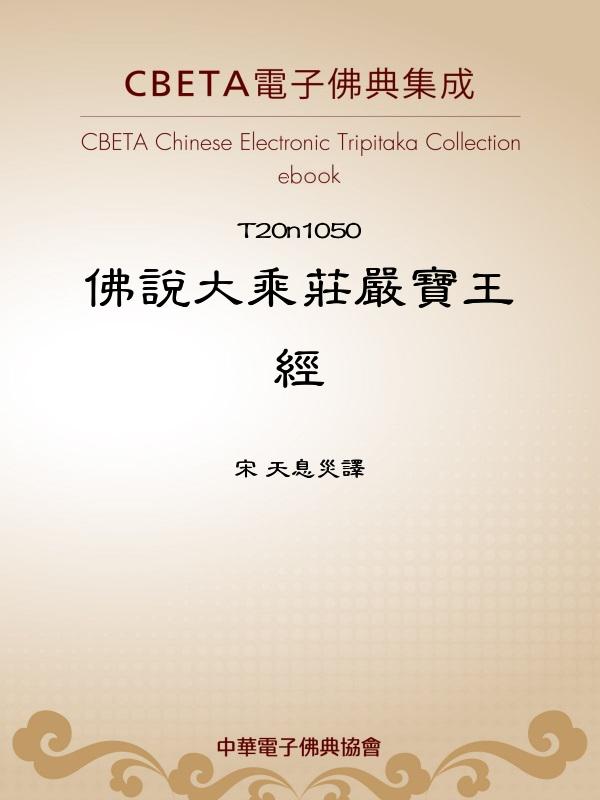 CBETA電子佛典集成
CBETA Chinese Electronic Tripitaka Collection
ebook
T20n1050
佛說大乘莊嚴寶王
經
宋 天息災譯
中華電子佛典協會